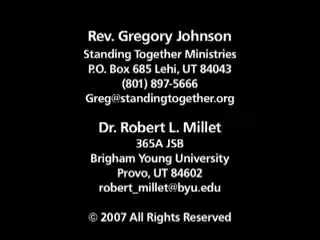 Rev. Gregory Johnson
Standing Together Ministries
P.O. Box 685 Lehi, UT 84043
(801) 897-5666
Greg@standingtogether.org
Dr. Robert L. Millet
365A JSB
Brigham Young University
Provo, UT 84602
robert_millet@byu.edu
© 2007 All Rights Reserved